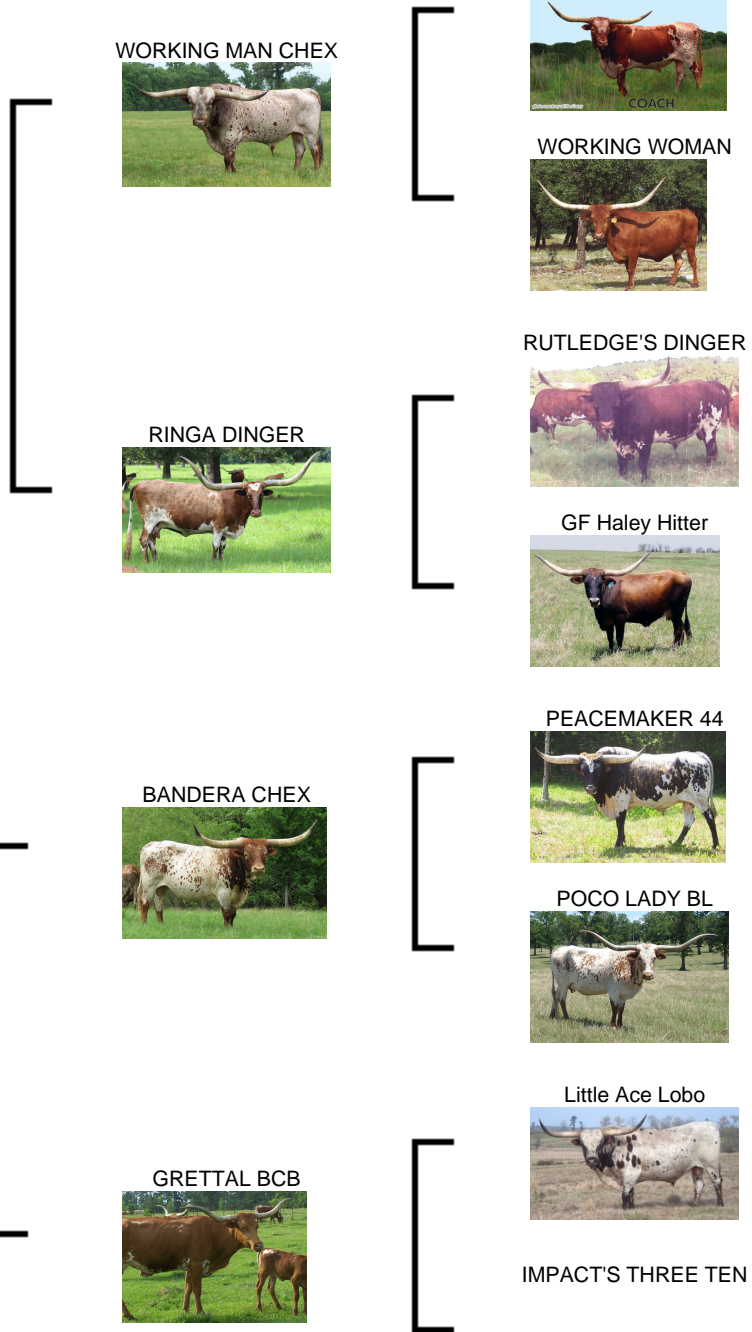 WORKING MAN CHEX
COACH
WORKING WOMAN
RUTLEDGE'S DINGER
RINGA DINGER
GF Haley Hitter
PEACEMAKER 44
BANDERA CHEX
POCO LADY BL
Little Ace Lobo
GRETTAL BCB
IMPACT'S THREE TEN